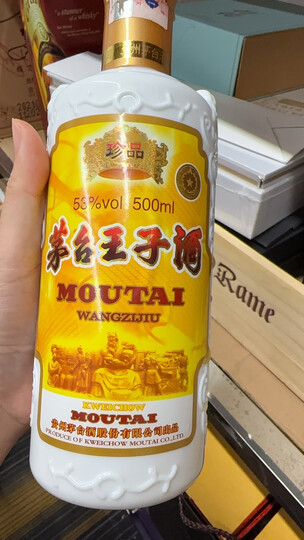 珍品
53%vol 500ml
茅台王子酒
MOUTAI
WANGZIJIU
KWEICHOW
MOUTAI
贵州茅台酒股份有限公司出品
PRODUCE OF KWEICHOW MOUTAI CO.,LTD.
Rame